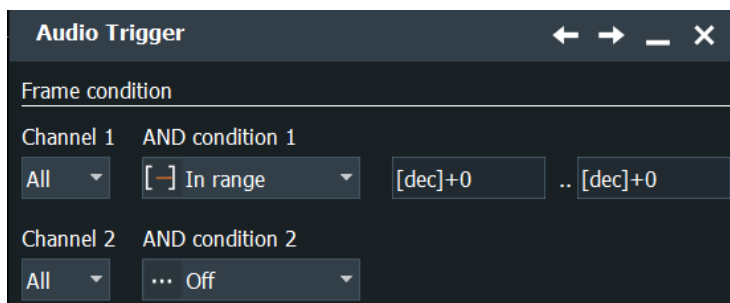 Audio Trigger
Frame condition
Channel 1 AND condition 1
All In range [dec]+0 .. [dec]+0
Channel 2 AND condition 2
All ... Off